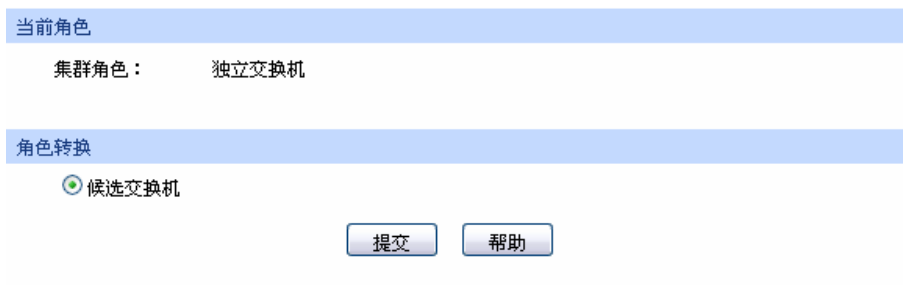 当前角色
集群角色： 独立交换机
角色转换
候选交换机
提交 帮助